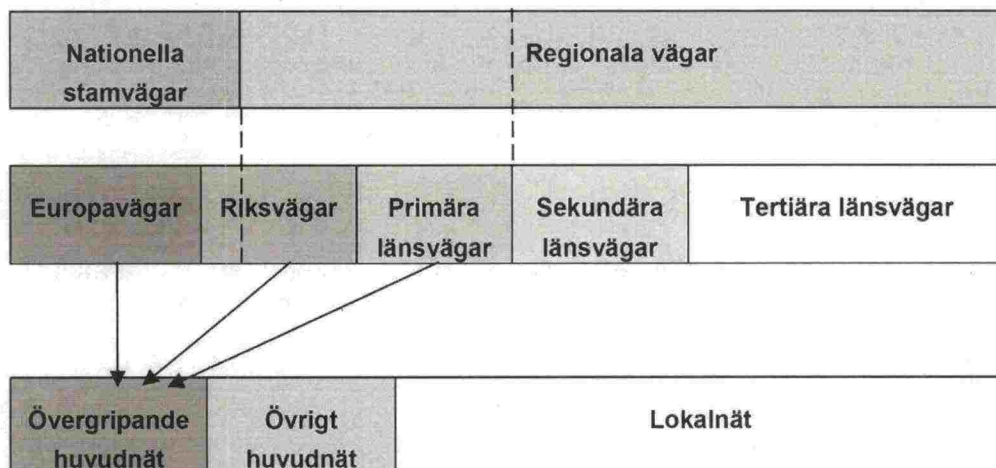 Nationella
stamvägar
Regionala vägar
Europavägar
Riksvägar
Primära
länsvägar
Sekundära
länsvägar
Tertiära länsvägar
Övergripande
huvudnät
Övrigt
huvudnät
Lokalnät